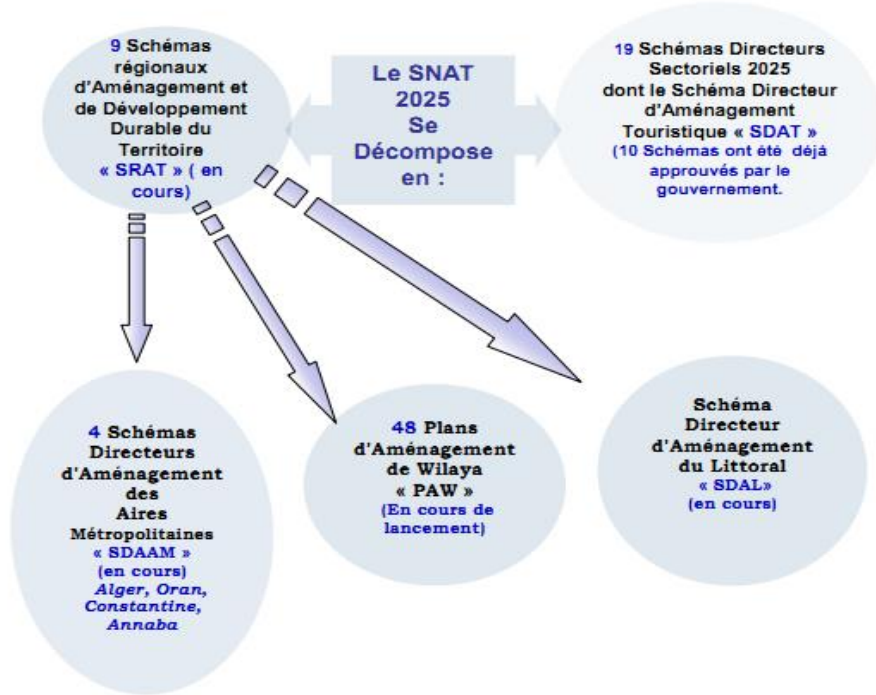 9 Schémas
régionaux
d'Aménagement et
de Développement
Durable du
Territoire
« SRAT » ( en
cours)
Le SNAT
2025
Se
Décompose
en :
19 Schémas Directeurs
Sectoriels 2025
dont le Schéma Directeur
d'Aménagement
Touristique « SDAT »
(10 Schémas ont été déjà
approuvés par le
gouvernement.
4 Schémas
Directeurs
d'Aménagement
des
Aires
Métropolitaines
« SDAAM »
(en cours)
Alger, Oran,
Constantine,
Annaba
48 Plans
d'Aménagement
de Wilaya
« PAW »
(En cours de
lancement)
Schéma
Directeur
d'Aménagement
du Littoral
« SDAL»
(en cours)